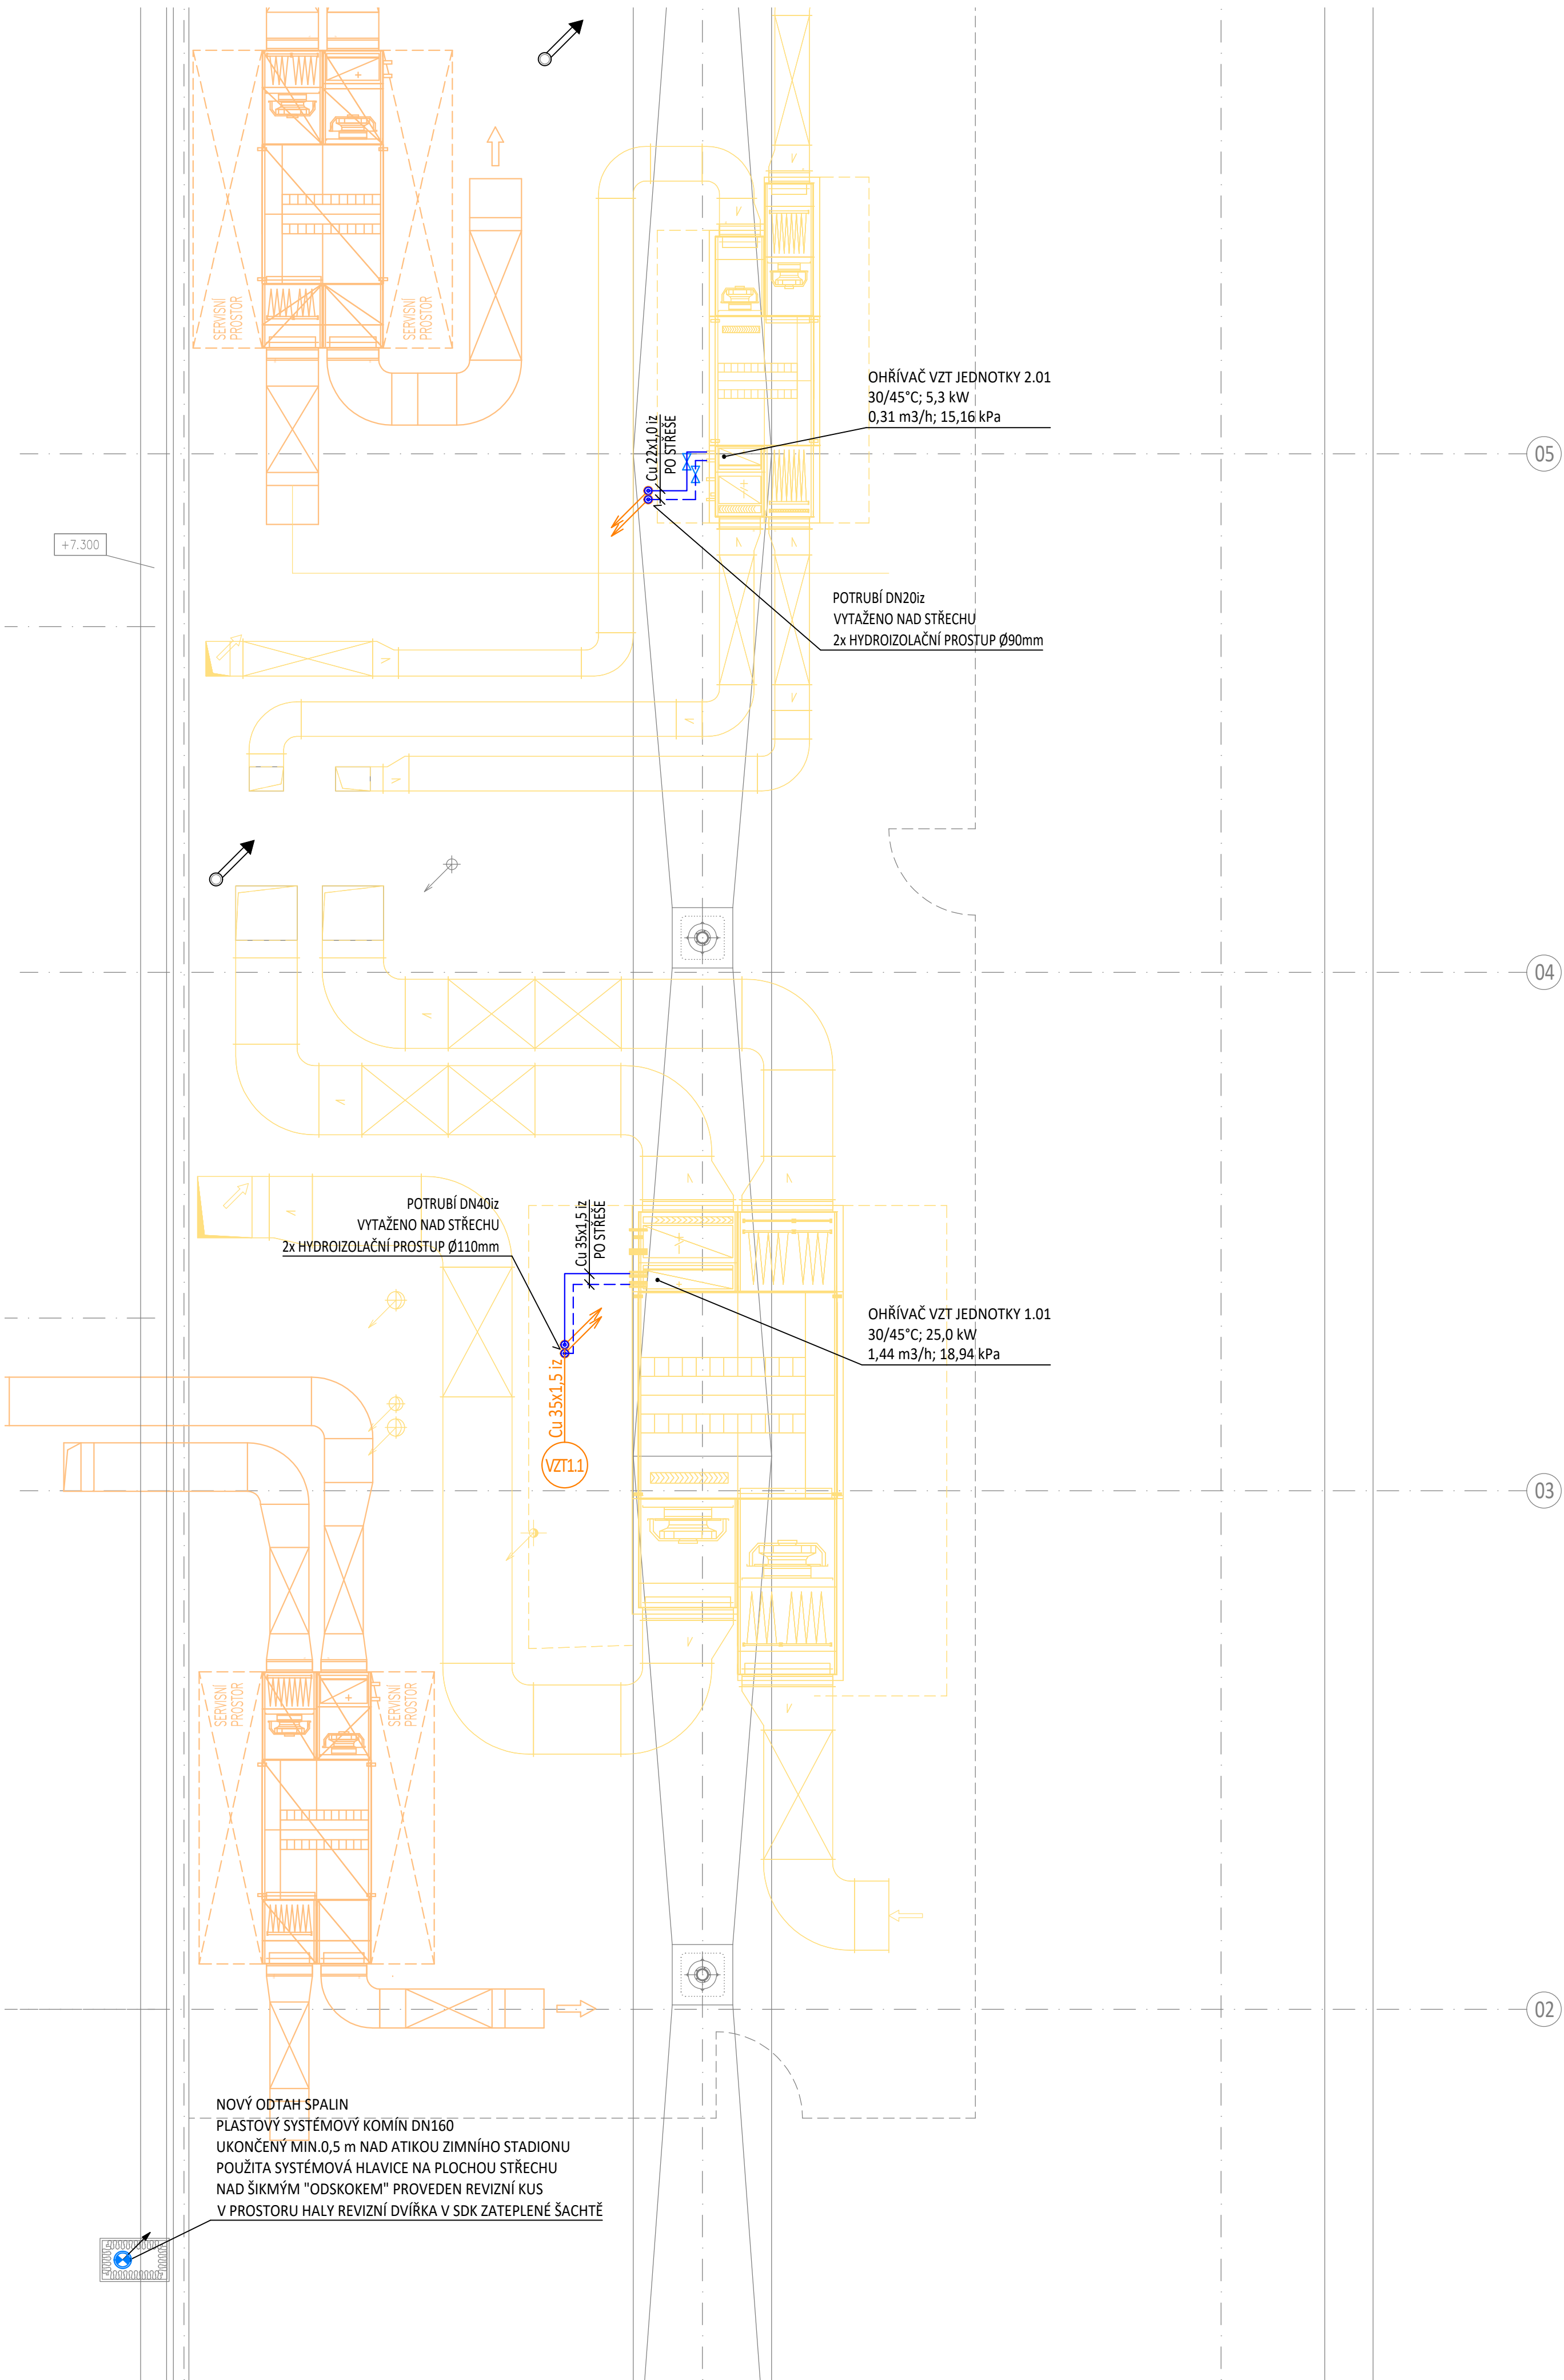 SERVISNÍ
PROSTOR
SERVISNÍ
PROSTOR
OHŘÍVAČ VZT JEDNOTKY 2.01
30/45°C; 5,3 kW
0,31 m3/h; 15,16 kPa
Cu 22x1,0 iz
PO STŘEŠE
05
+7.300
POTRUBÍ DN20iz
VYTAŽENO NAD STŘECHU
2x HYDROIZOLAČNÍ PROSTUP Ø90mm
04
POTRUBÍ DN40iz
VYTAŽENO NAD STŘECHU
2x HYDROIZOLAČNÍ PROSTUP Ø110mm
Cu 35x1,5 iz
PO STŘEŠE
OHŘÍVAČ VZT JEDNOTKY 1.01
30/45°C; 25,0 kW
1,44 m3/h; 18,94 kPa
Cu 35x1,5 iz
VZT1.1
03
SERVISNÍ
PROSTOR
SERVISNÍ
PROSTOR
02
NOVÝ ODTAH SPALIN
PLASTOVÝ SYSTÉMOVÝ KOMÍN DN160
UKONČENÝ MIN.0,5 m NAD ATIKOU ZIMNÍHO STADIONU
POUŽITA SYSTÉMOVÁ HLAVICE NA PLOCHOU STŘECHU
NAD ŠIKMÝM "ODSKOKEM" PROVEDEN REVIZNÍ KUS
V PROSTORU HALY REVIZNÍ DVÍŘKA V SDK ZATEPLENÉ ŠACHTĚ